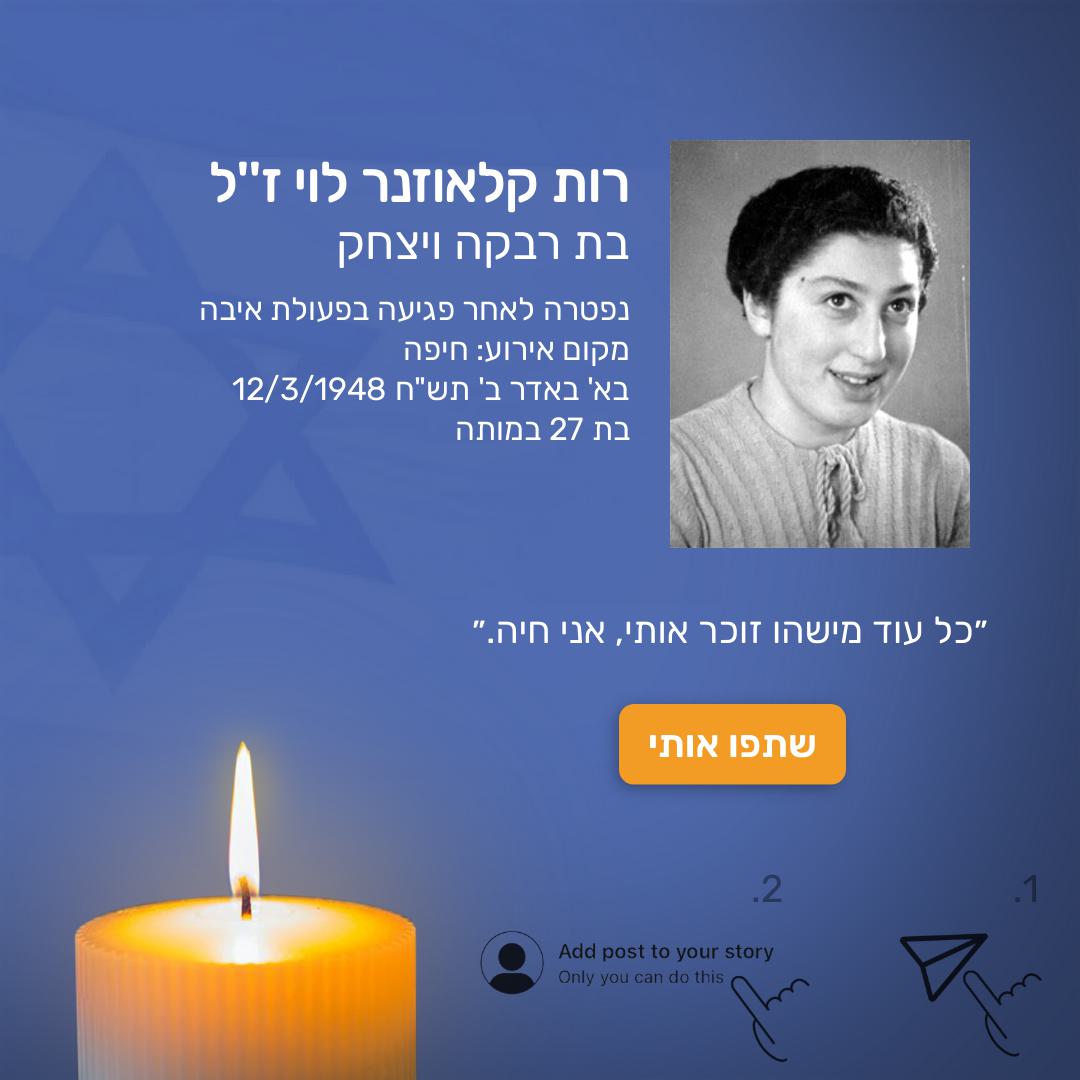 רות קלאוזנר לוי ז"ל
בת רבקה ויצחק
נפטרה לאחר פגיעה בפעולת איבה
מקום אירוע: חיפה
בא' באדר ב' תש"ח 12/3/1948
בת 27 במותה
״כל עוד מישהו זוכר אותי, אני חיה.״
שתפו אותי
.1
.2
Add post to your story
Only you can do this